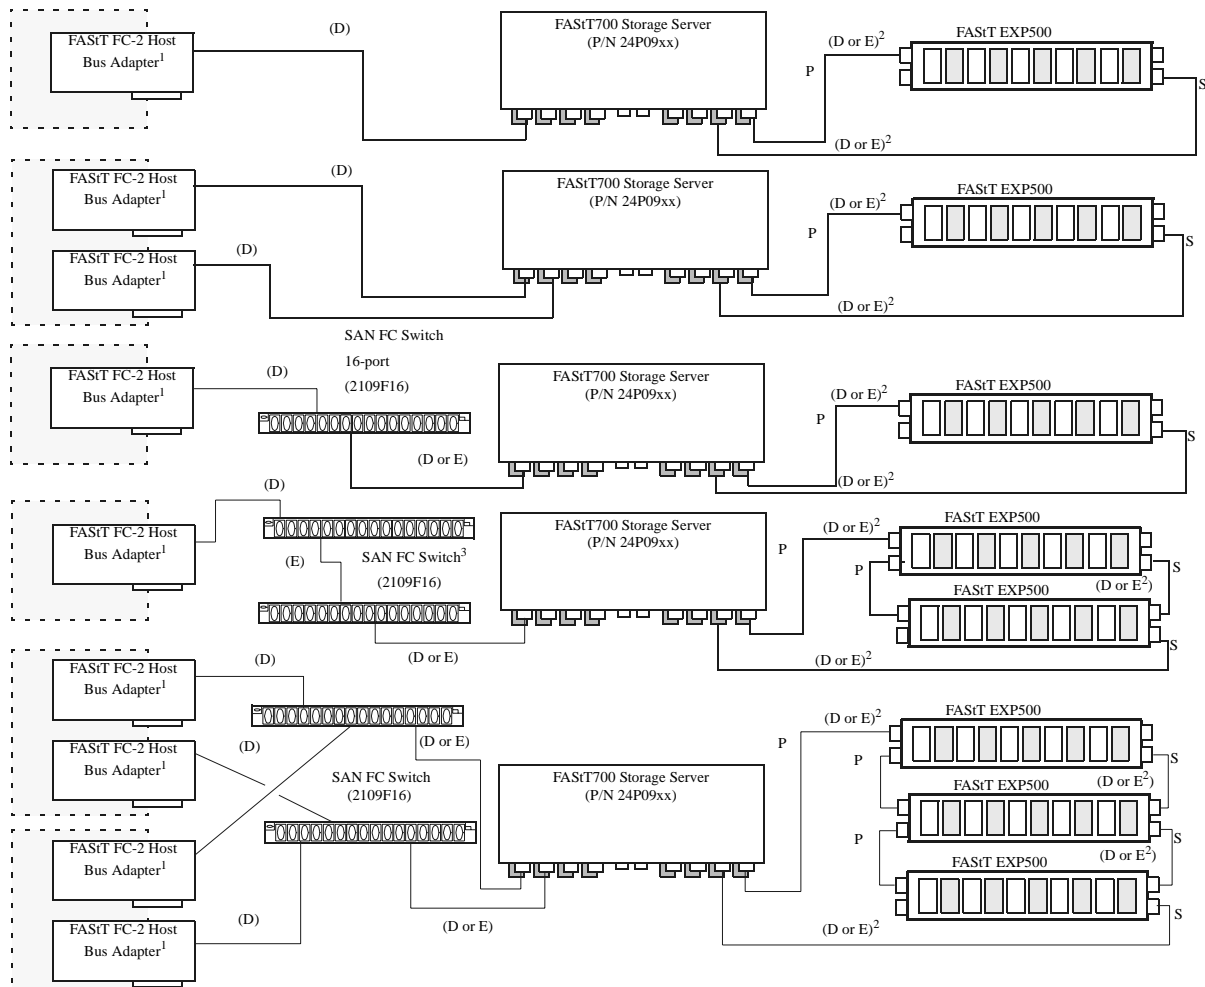 FAStT FC-2 Host
Bus Adapter1
(D)
FAStT700 Storage Server
(P/N 24P09xx)
(D or E)2
P
FAStT EXP500
S
(D or E)2
FAStT FC-2 Host
Bus Adapter1
(D)
FAStT FC-2 Host
Bus Adapter1
(D)
FAStT700 Storage Server
(P/N 24P09xx)
(D or E)2
P
FAStT EXP500
S
(D or E)2
SAN FC Switch
16-port
(2109F16)
FAStT FC-2 Host
Bus Adapter1
(D)
(D or E)
FAStT700 Storage Server
(P/N 24P09xx)
(D or E)2
P
FAStT EXP500
S
(D or E)2
FAStT FC-2 Host
Bus Adapter1
(D)
(E)
SAN FC Switch3
(2109F16)
(D or E)
FAStT700 Storage Server
(P/N 24P09xx)
(D or E)2
P
FAStT EXP500
P
S
(D or E2)
FAStT EXP500
S
(D or E)2
FAStT FC-2 Host
Bus Adapter1
(D)
FAStT FC-2 Host
Bus Adapter1
(D)
(D or E)
SAN FC Switch
(2109F16)
FAStT FC-2 Host
Bus Adapter1
FAStT FC-2 Host
Bus Adapter1
(D)
(D or E)
FAStT700 Storage Server
(P/N 24P09xx)
(D or E)2
P
FAStT EXP500
P
S
(D or E2)
FAStT EXP500
P
S
(D or E2)
FAStT EXP500
S
(D or E)2